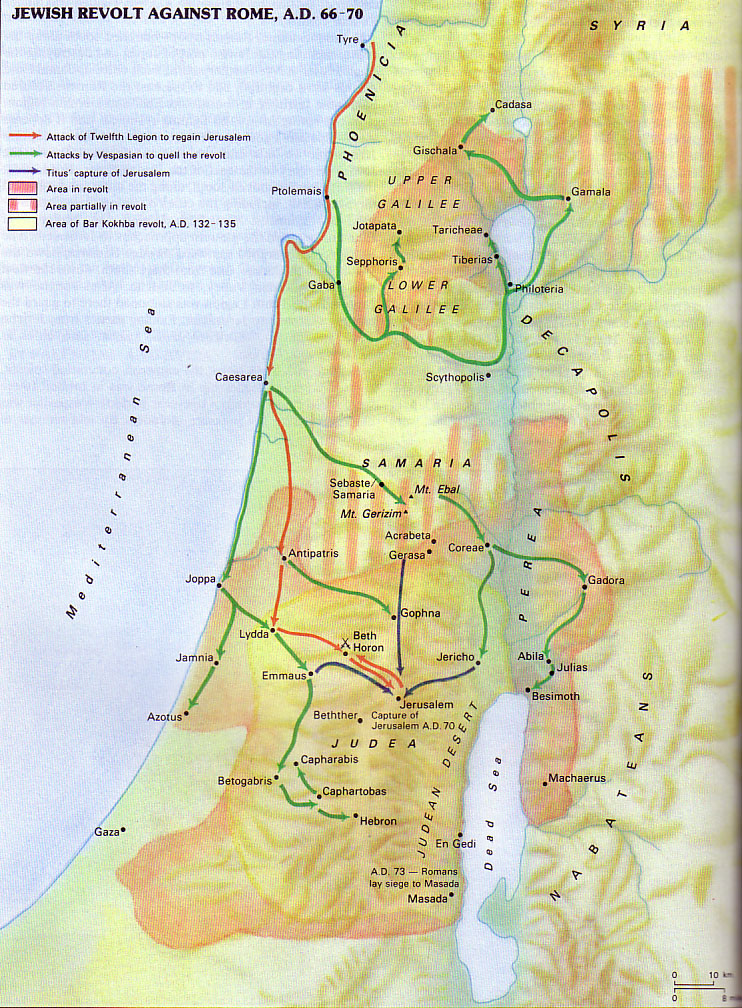 JEWISH REVOLT AGAINST ROME, A.D. 66-70
Attack of Twelfth Legion to regain Jerusalem
Attacks by Vespasian to quell the revolt
Titus' capture of Jerusalem
Area in revolt
Area partially in revolt
Area of Bar Kokhba revolt, A.D. 132-135
SYRIA
Tyre
PHOENICIA
Cadasa
Gischala
UPPER
GALILEE
Ptolemais
Gamala
Jotapata
Taricheae
Sepphoris
Tiberias
Gaba
LOWER
GALILEE
Philoteria
DECAPOLIS
Mediterranean Sea
Caesarea
Scythopolis
SAMARIA
Sebaste/
Samaria
Mt. Ebal
Mt. Gerizim
Acrabeta
Gerasa
Coreae
PEREA
Antipatris
Joppa
Gadora
Gophna
Lydda
Beth
Horon
Jamnia
Jericho
Abila
Julias
Emmaus
Besimoth
Jerusalem
Azotus
Bethther
Capture of
Jerusalem A.D. 70
JUDEA
JUDEAN DESERT
Capharabis
Betogabris
Caphartobas
Machaerus
Hebron
Gaza
Dead Sea
En Gedi
NABATEANS
A.D. 73 — Romans
lay siege to Masada
Masada
0 10 km
0 8